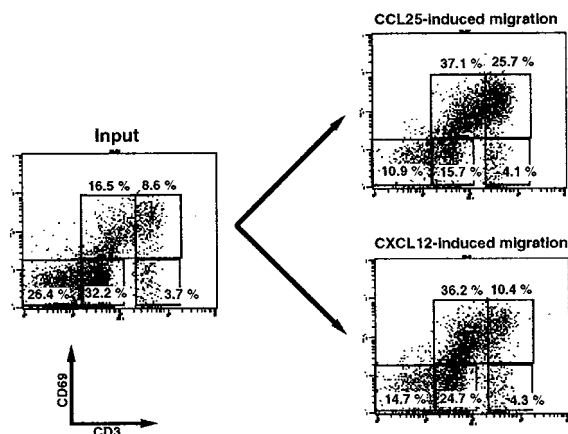 CCL25-induced migration
37.1 % 25.7 %
10.9 % 15.7 % 4.1 %
Input
16.5 % 8.6 %
26.4 % 32.2 % 3.7 %
CXCL12-induced migration
36.2 % 10.4 %
14.7 % 24.7 % 4.3 %
CD69
CD3